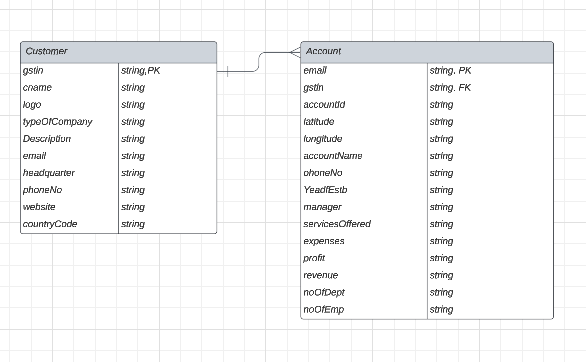 Customer
gstin string,PK
cname string
logo string
typeOfCompany string
Description string
email string
headquarter string
phoneNo string
website string
countryCode string
Account
email string. PK
gstin string. FK
accountId string
latitude string
longitude string
accountName string
ohoneNo string
YeadfEstb string
manager string
servicesOffered string
expenses string
profit string
revenue string
noOfDept string
noOfEmp string